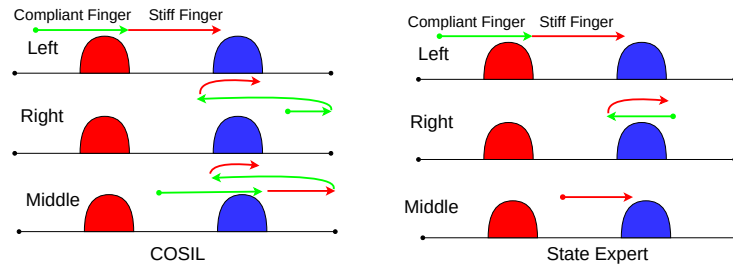 Compliant Finger Stiff Finger
Left
Right
Middle
COSIL
Compliant Finger Stiff Finger
Left
Right
Middle
State Expert